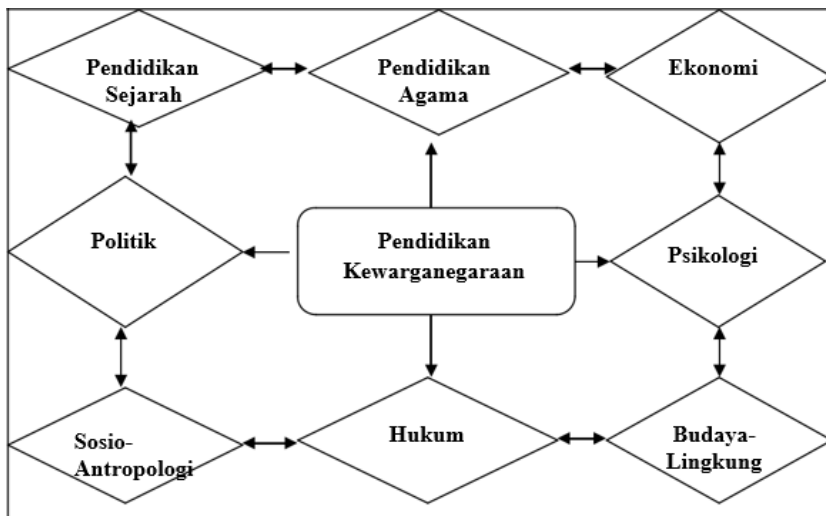 Pendidikan
Sejarah
Pendidikan
Agama
Ekonomi
Politik
Pendidikan
Kewarganegaraan
Psikologi
Sosio-
Antropologi
Hukum
Budaya-
Lingkung